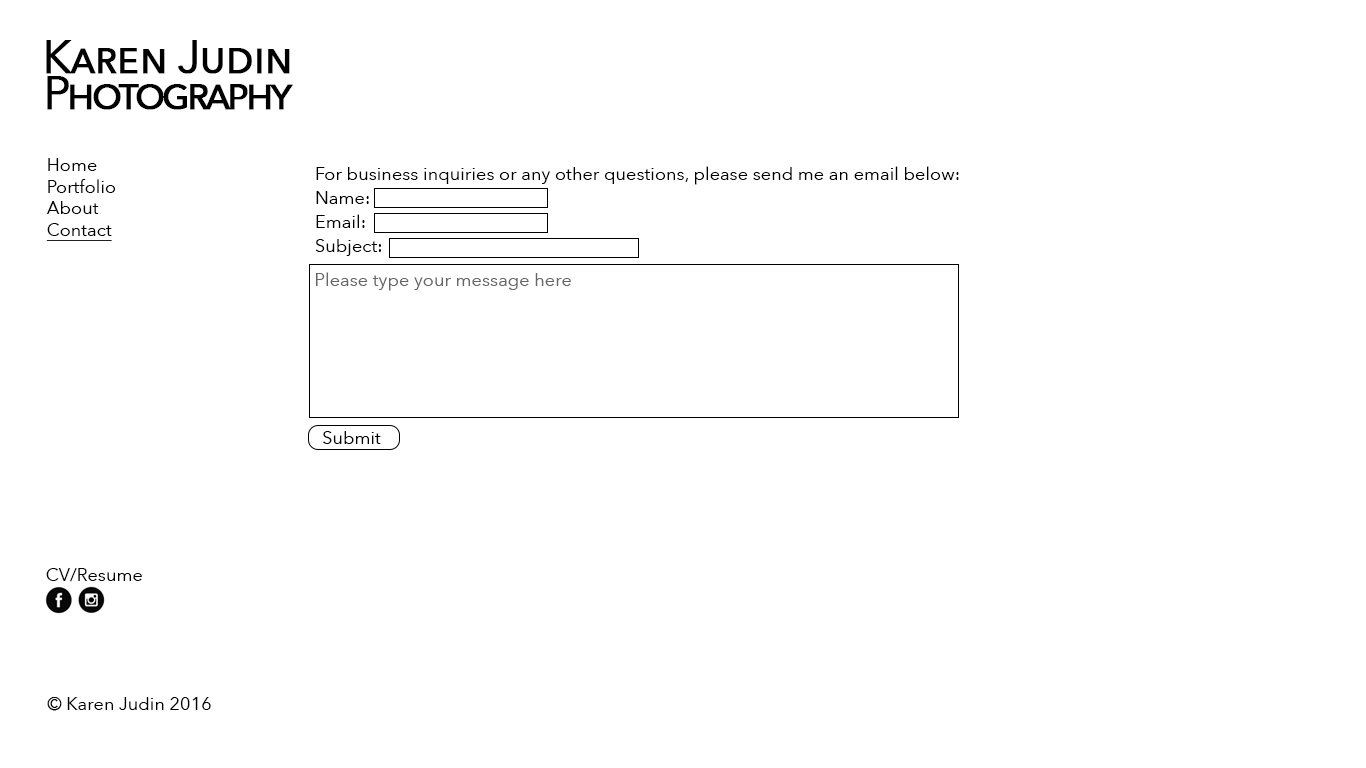 KAREN JUDIN
PHOTOGRAPHY
Home
Portfolio
About
Contact
For business inquiries or any other questions, please send me an email below:
Name:
Email:
Subject:
Please type your message here
Submit
CV/Resume
© Karen Judin 2016